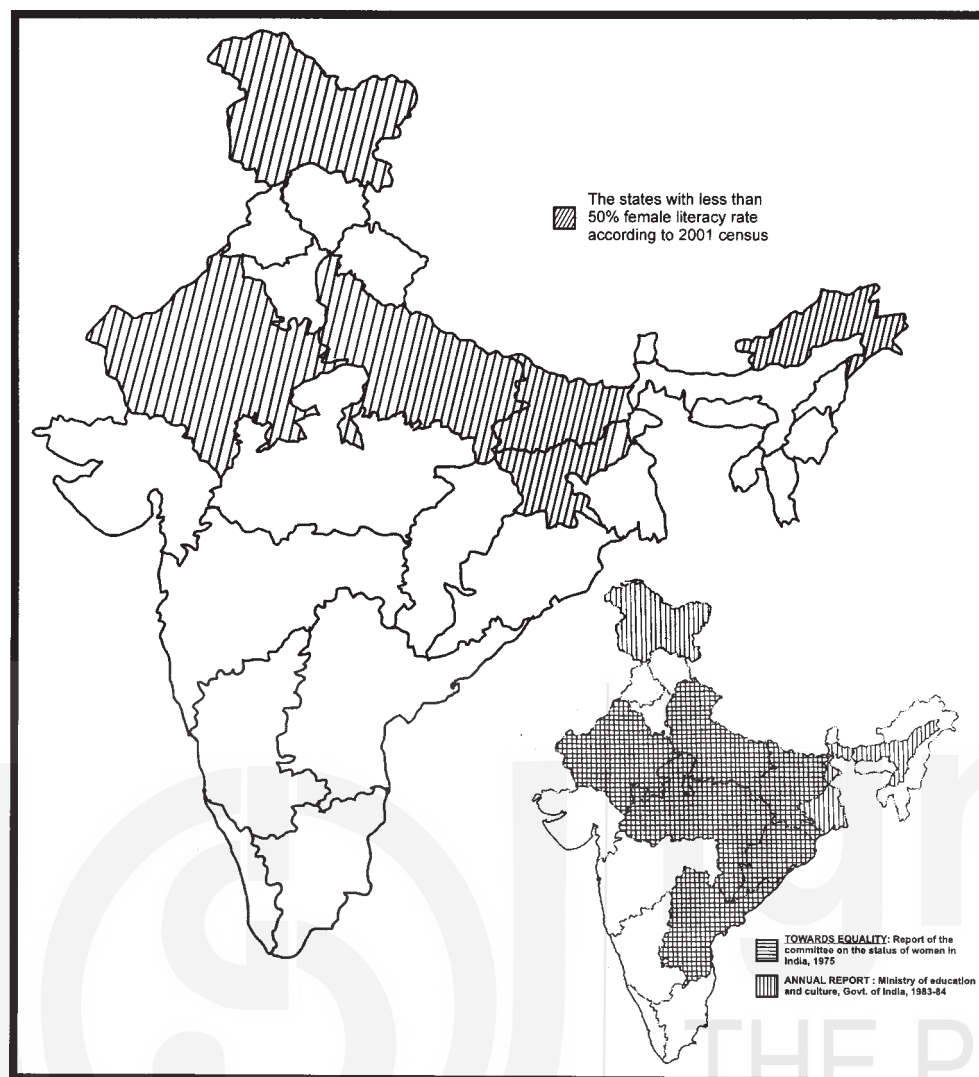 The states with less than
50% female literacy rate
according to 2001 census
TOWARDS EQUALITY: Report of the
committee on the status of women in
India, 1975
ANNUAL REPORT : Ministry of education
and culture, Govt. of India, 1983-84
THE P